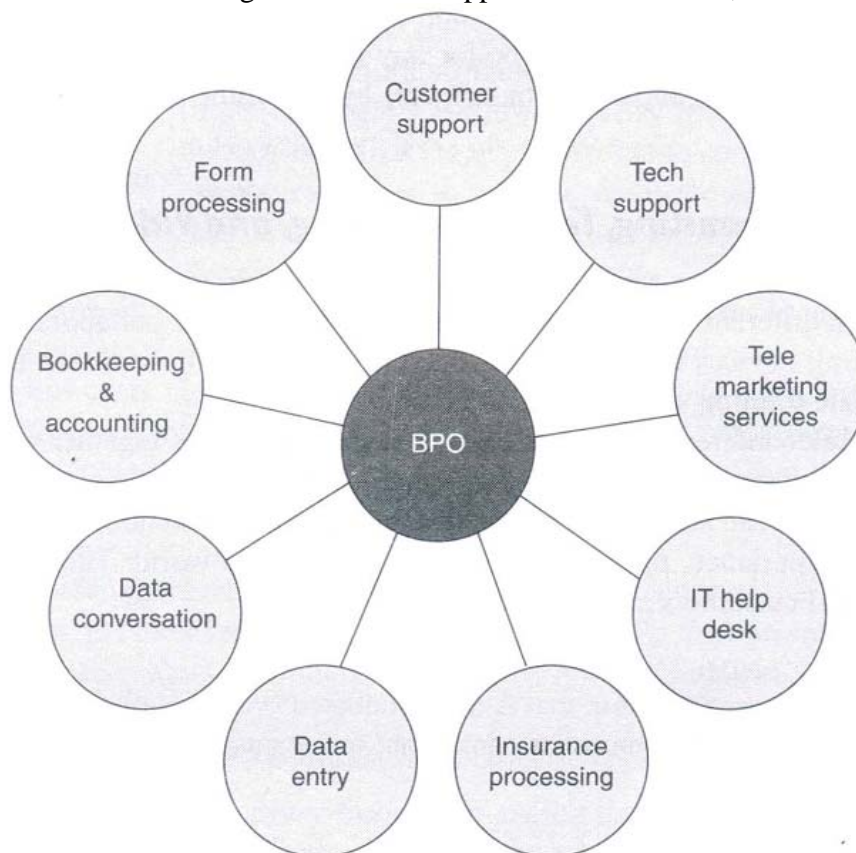 Customer
support
Tech
support
Tele
marketing
services
IT help
desk
Insurance
processing
Data
entry
Data
conversation
Bookkeeping
&
accounting
Form
processing
BPO